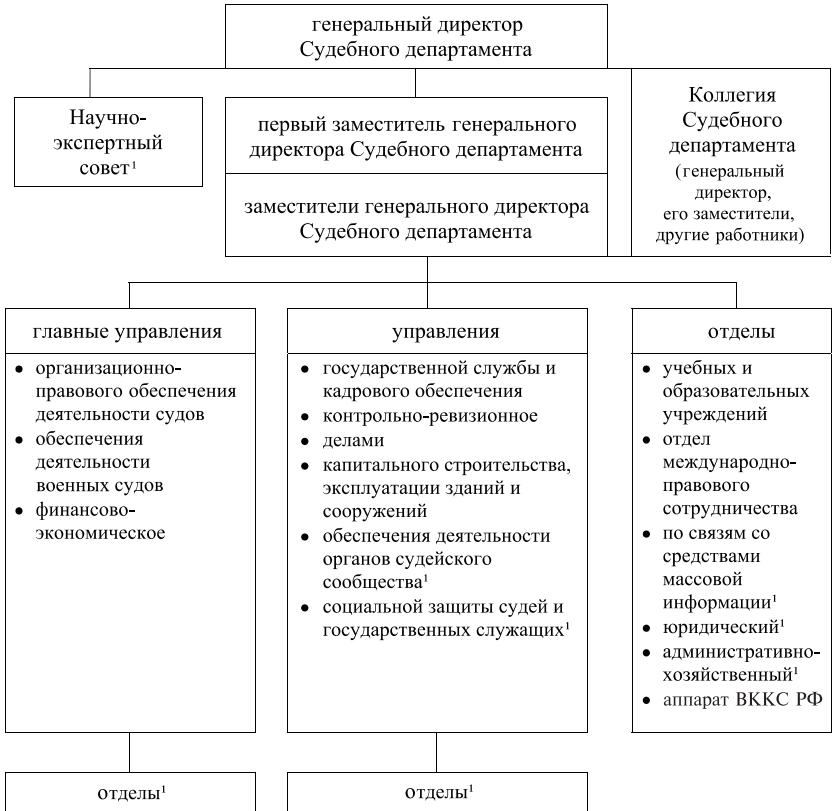 генеральный директор
Судебного департамента
Научно-
экспертный
совет¹
первый заместитель генерального
директора Судебного департамента
заместители генерального директора
Судебного департамента
Коллегия
Судебного
департамента
(генеральный
директор,
его заместители,
другие работники)
главные управления
• организационно-
правового обеспечения
деятельности судов
• обеспечения
деятельности
военных судов
• финансово-
экономическое
управления
• государственной службы и
кадрового обеспечения
• контрольно-ревизионное
• делами
• капитального строительства,
эксплуатации зданий и
сооружений
• обеспечения деятельности
органов судейского
сообщества¹
• социальной защиты судей и
государственных служащих¹
отделы
• учебных и
образовательных
учреждений
• отдел
международно-
правового
сотрудничества
• по связям со
средствами
массовой
информации¹
• юридический¹
• административно-
хозяйственный¹
• аппарат ВККС РФ
отделы¹
отделы¹